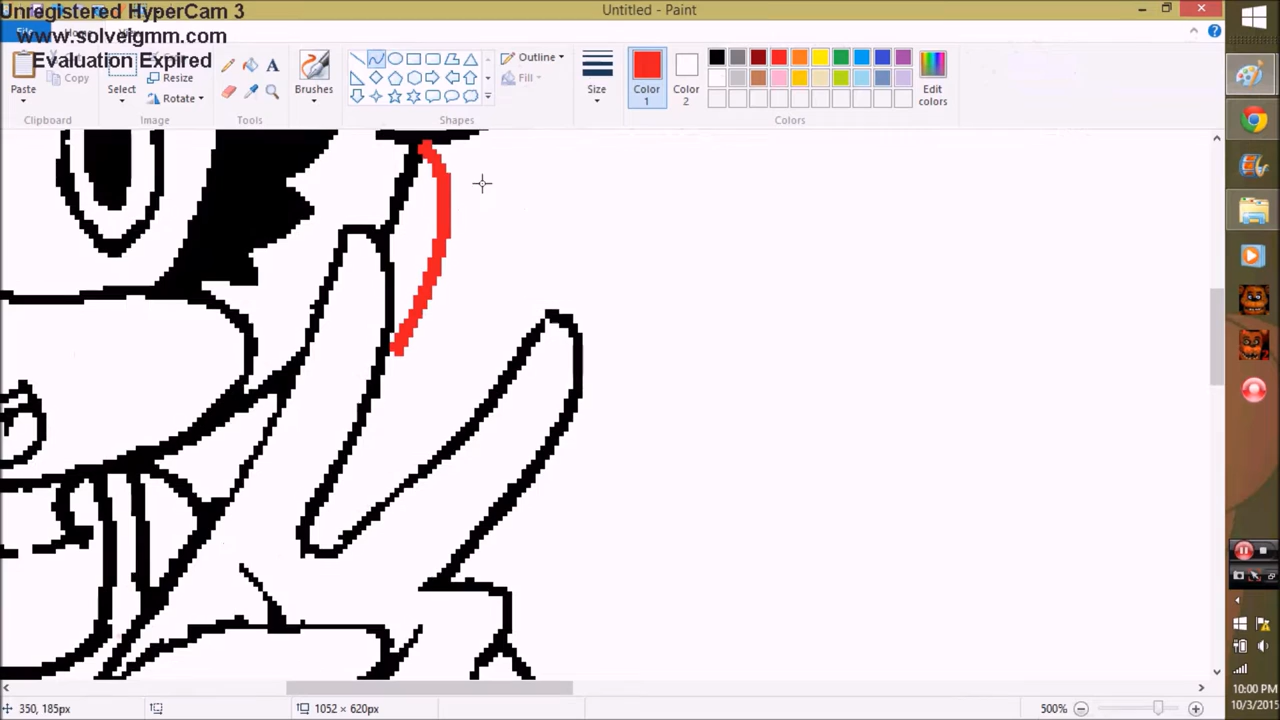 Unregistered HyperCam 3
www.solveigmm.com
Evaluation Expired
Untitled - Paint
File
Paste
Copy
Select
Resize
Rotate
Brushes
Outline
Fill
Size
Color 1
Color 2
Edit colors
Clipboard
Image
Tools
Shapes
Colors
350, 185px
1052 × 620px
500%
10:00 PM
10/3/2015